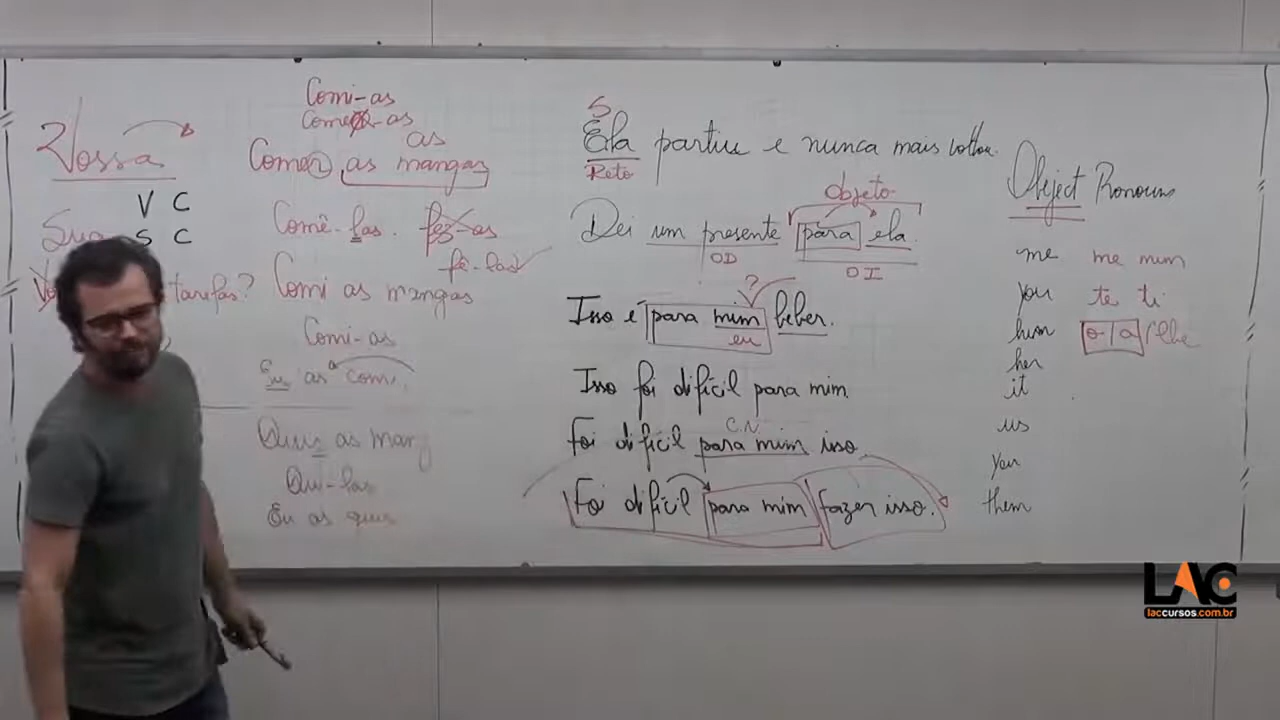 Vossa
V C
Sua S C
tarifas?
Comi-as
Comer-as
as
Comer as mangas
Comê-las. fez-as
fê-las
Comi as mangas
Comi-as
Eu as comi.
Quis as mang
Qui-las
Eu as quis
S
Ela partiu e nunca mais voltou.
Reto
objeto
Dei um presente para ela.
OD
OI
?
Isso é para mim beber.
eu
Isso foi difícil para mim
C.N
Foi difícil para mim isso.
Foi difícil para mim fazer isso.
Object Pronouns
me me mim
you te ti
him o/a/lhe
her
it
us
you
them
LAC
laccursos.com.br